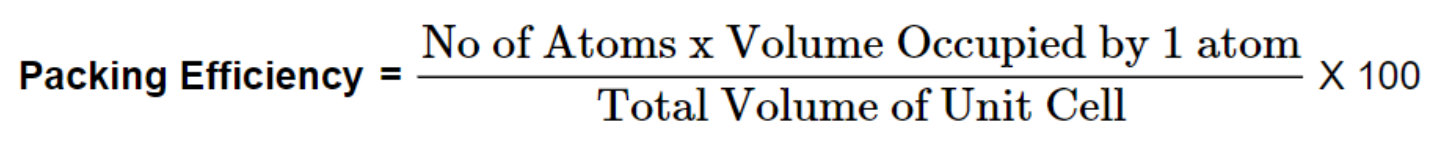 Packing Efficiency = No of Atoms x Volume Occupied by 1 atom / Total Volume of Unit Cell X 100